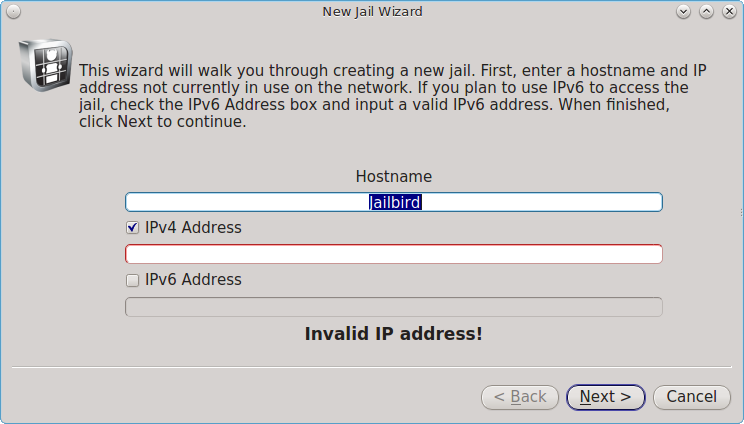 New Jail Wizard
This wizard will walk you through creating a new jail. First, enter a hostname and IP
address not currently in use on the network. If you plan to use IPv6 to access the
jail, check the IPv6 Address box and input a valid IPv6 address. When finished,
click Next to continue.
Hostname
Jailbird
IPv4 Address
IPv6 Address
Invalid IP address!
< Back
Next >
Cancel